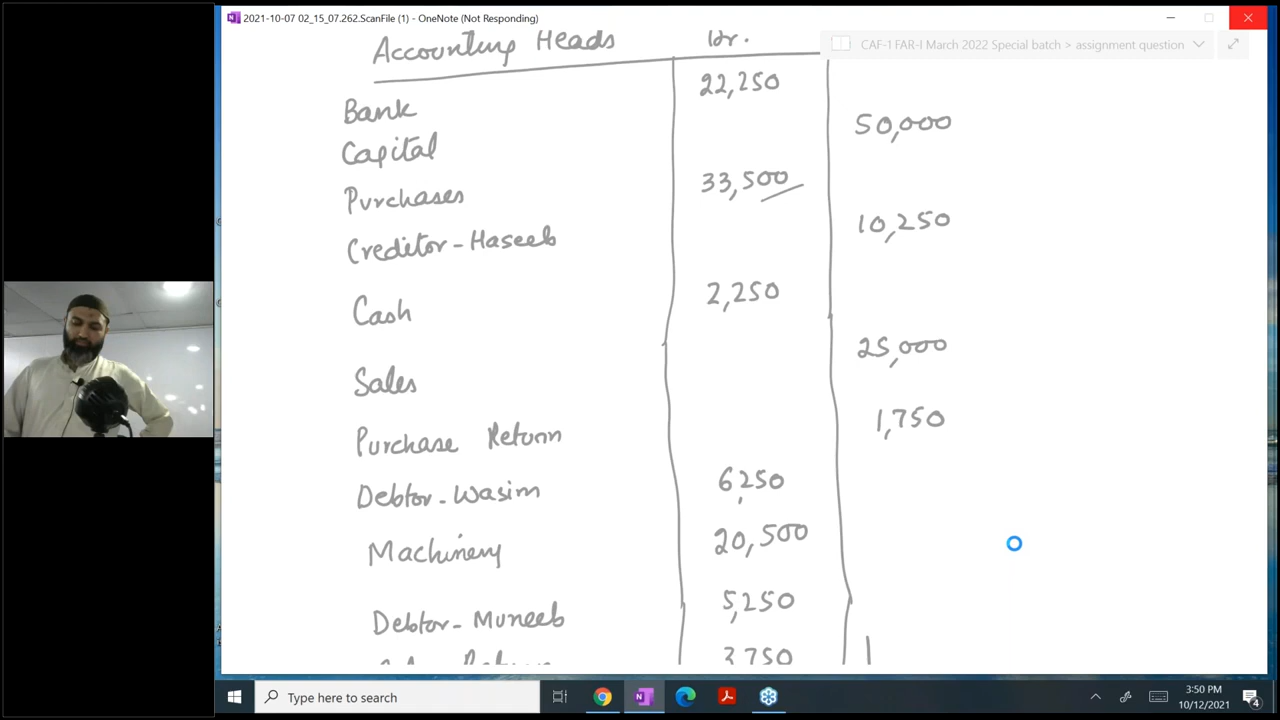 2021-10-07 02_15_07.262.ScanFile (1) - OneNote (Not Responding)
CAF-1 FAR-I March 2022 Special batch > assignment question
Accounting Heads Dr.
Bank 22,250
Capital 50,000
Purchases 33,500
Creditor - Haseeb 10,250
Cash 2,250
Sales 25,000
Purchase Return 1,750
Debtor - Wasim 6,250
Machinery 20,500
Debtor - Muneeb 5,250
Return 3,750
Type here to search
3:50 PM
10/12/2021
4